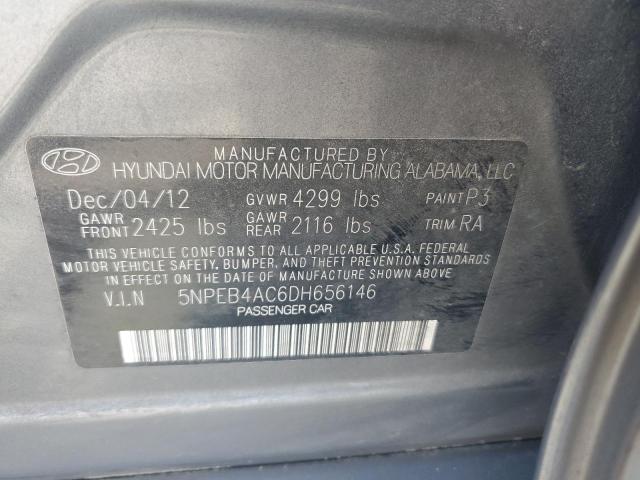 MANUFACTURED BY
HYUNDAI MOTOR MANUFACTURING ALABAMA, LLC
Dec/04/12 GVWR 4299 lbs PAINT P3
GAWR FRONT 2425 lbs GAWR REAR 2116 lbs TRIM RA
THIS VEHICLE CONFORMS TO ALL APPLICABLE U.S.A. FEDERAL
MOTOR VEHICLE SAFETY, BUMPER, AND THEFT PREVENTION
STANDARDS IN EFFECT ON THE DATE OF MANUFACTURE SHOWN ABOVE.
V.I.N 5NPEB4AC6DH656146
PASSENGER CAR